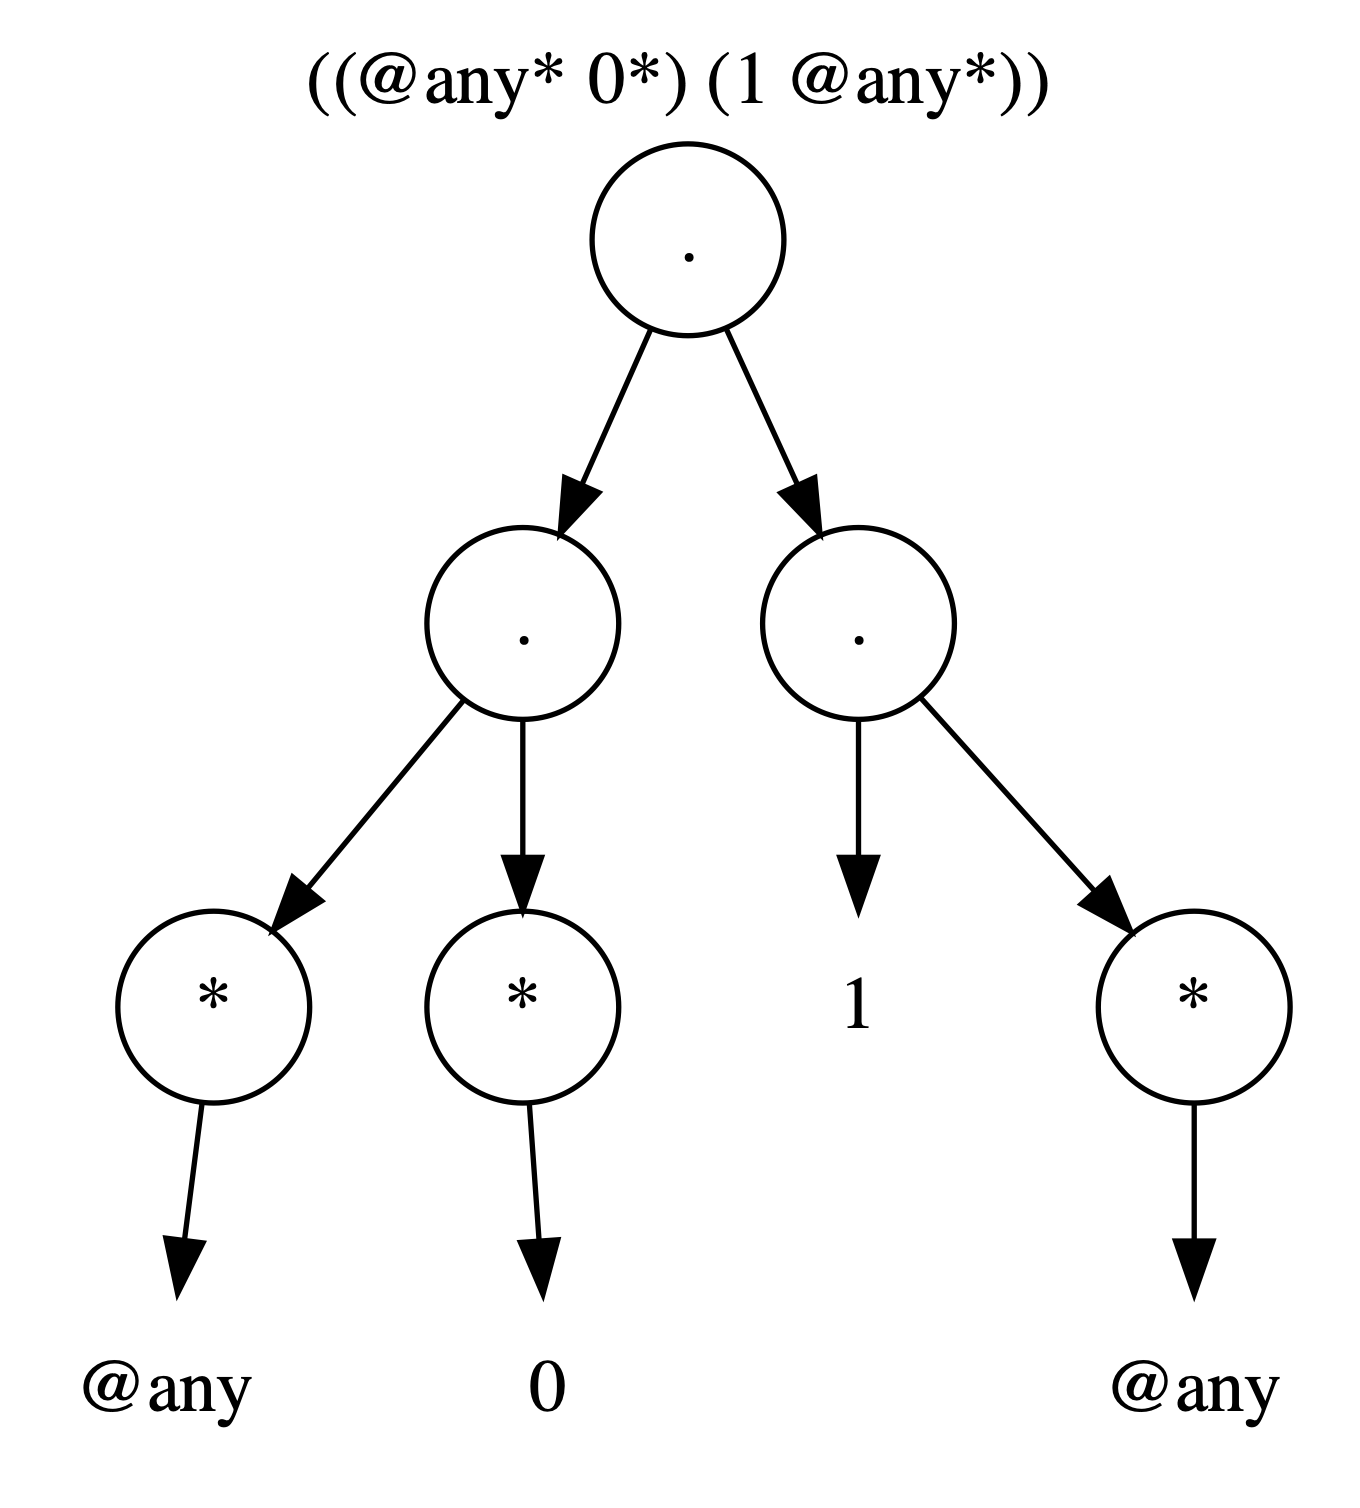 ((@any* 0*) (1 @any*))
.
. .
* * 1 *
@any 0 @any